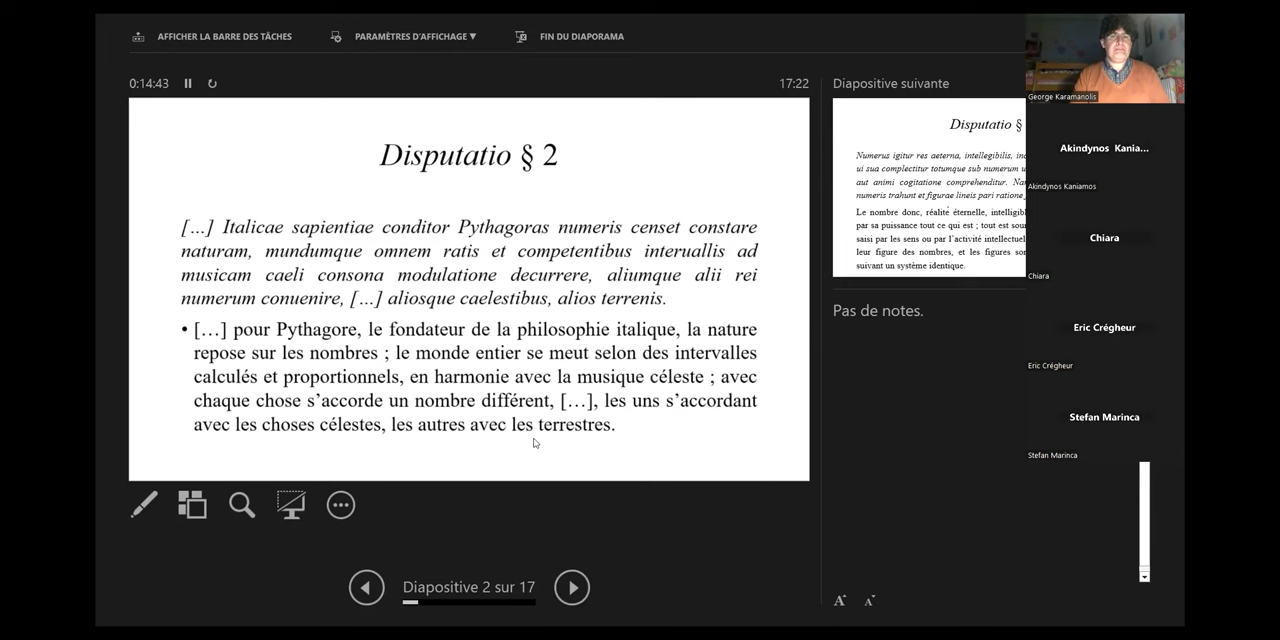 AFFICHER LA BARRE DES TÂCHES PARAMÈTRES D'AFFICHAGE ▼ FIN DU DIAPORAMA
0:14:43 17:22
Disputatio § 2
[…] Italicae sapientiae conditor Pythagoras numeris censet constare
naturam, mundumque omnem ratis et competentibus interuallis ad
musicam caeli consona modulatione decurrere, aliumque alii rei
numerum conuenire, […] aliosque caelestibus, alios terrenis.
• […] pour Pythagore, le fondateur de la philosophie italique, la nature
repose sur les nombres ; le monde entier se meut selon des intervalles
calculés et proportionnels, en harmonie avec la musique céleste ; avec
chaque chose s'accorde un nombre différent, […], les uns s'accordant
avec les choses célestes, les autres avec les terrestres.
Diapositive 2 sur 17
Diapositive suivante
Disputatio §
Numerus igitur res aeterna, intellegibilis,
ui sua complectitur totumque sub numerum
aut animi cogitatione comprehenditur.
numeris trahunt et figurae lineis pari ratione
Le nombre donc, réalité éternelle,
par sa puissance tout ce qui est ; tout est
saisi par les sens ou par l'activité
leur figure des nombres, et les figures
suivant un système identique.
Pas de notes.
A A
George Karamanolis
Akindynos Kania...
Akindynos Kaniamos
Chiara
Chiara
Eric Crégheur
Eric Crégheur
Stefan Marinca
Stefan Marinca